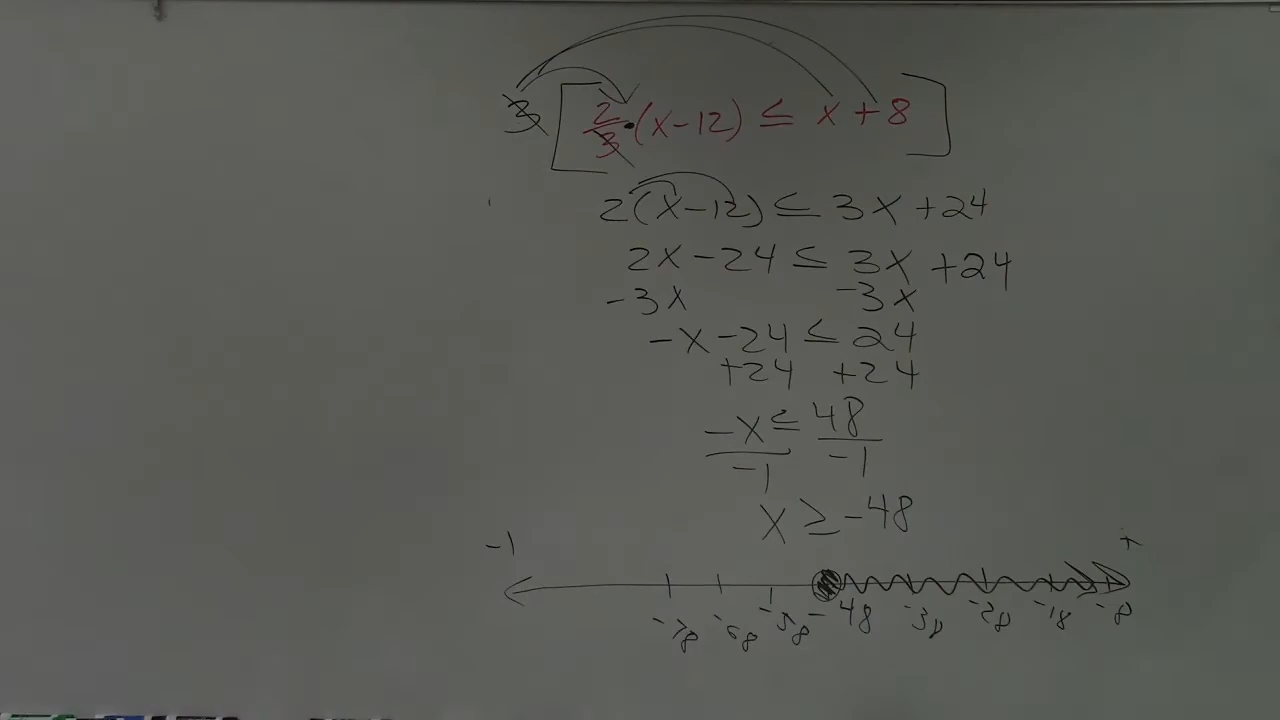 3 [ 2/3 • (x-12) ≤ x + 8 ]
2(x-12) ≤ 3x +24
2x -24 ≤ 3x +24
-3x -3x
-x -24 ≤ 24
+24 +24
-x ≤ 48
-1 -1
x ≥ -48
-1 +
-78 -68 -58 -48 -38 -28 -18 -8